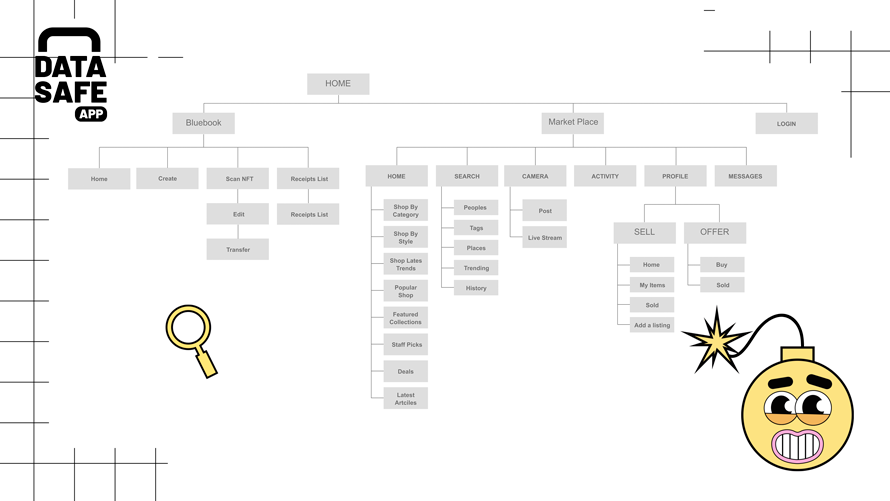 DATA
SAFE
APP
HOME
Bluebook
Market Place
LOGIN
Home
Create
Scan NFT
Receipts List
HOME
SEARCH
CAMERA
ACTIVITY
PROFILE
MESSAGES
Edit
Receipts List
Transfer
Shop By
Category
Shop By
Style
Shop Lates
Trends
Popular
Shop
Featured
Collections
Staff Picks
Deals
Latest
Artciles
Peoples
Tags
Places
Trending
History
Post
Live Stream
SELL
OFFER
Home
My Items
Sold
Add a listing
Buy
Sold